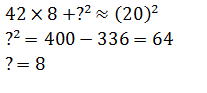 42 × 8 +?² ≈ (20)²
?² = 400 − 336 = 64
? = 8